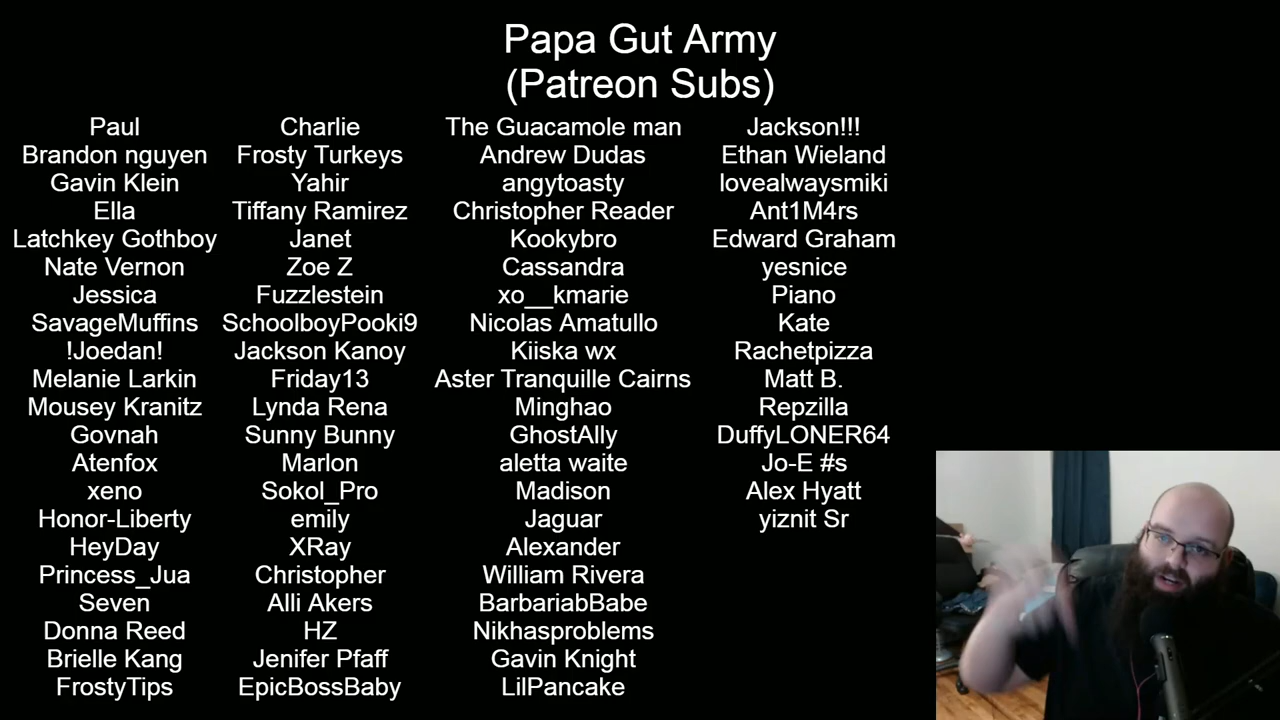 Papa Gut Army
(Patreon Subs)
Paul
Brandon nguyen
Gavin Klein
Ella
Latchkey Gothboy
Nate Vernon
Jessica
SavageMuffins
!Joedan!
Melanie Larkin
Mousey Kranitz
Govnah
Atenfox
xeno
Honor-Liberty
HeyDay
Princess_Jua
Seven
Donna Reed
Brielle Kang
FrostyTips
Charlie
Frosty Turkeys
Yahir
Tiffany Ramirez
Janet
Zoe Z
Fuzzlestein
SchoolboyPooki9
Jackson Kanoy
Friday13
Lynda Rena
Sunny Bunny
Marlon
Sokol_Pro
emily
XRay
Christopher
Alli Akers
HZ
Jenifer Pfaff
EpicBossBaby
The Guacamole man
Andrew Dudas
angytoasty
Christopher Reader
Kookybro
Cassandra
xo__kmarie
Nicolas Amatullo
Kiiska wx
Aster Tranquille Cairns
Minghao
GhostAlly
aletta waite
Madison
Jaguar
Alexander
William Rivera
BarbariabBabe
Nikhasproblems
Gavin Knight
LilPancake
Jackson!!!
Ethan Wieland
lovealwaysmiki
Ant1M4rs
Edward Graham
yesnice
Piano
Kate
Rachetpizza
Matt B.
Repzilla
DuffyLONER64
Jo-E #s
Alex Hyatt
yiznit Sr